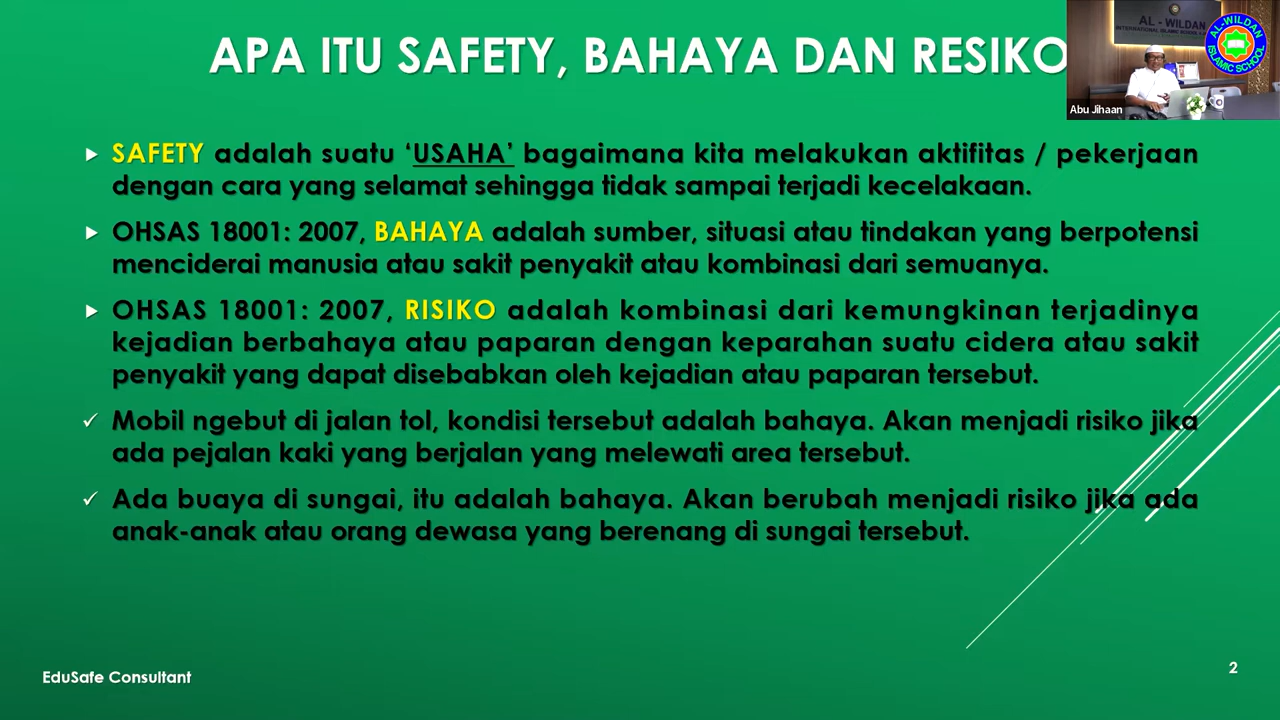 APA ITU SAFETY, BAHAYA DAN RESIKO
AL - WILDAN
AL-WILDAN
ISLAMIC SCHOOL
Abu Jihaan
SAFETY adalah suatu ‘USAHA’ bagaimana kita melakukan aktifitas / pekerjaan
dengan cara yang selamat sehingga tidak sampai terjadi kecelakaan.
OHSAS 18001: 2007, BAHAYA adalah sumber, situasi atau tindakan yang berpotensi
menciderai manusia atau sakit penyakit atau kombinasi dari semuanya.
OHSAS 18001: 2007, RISIKO adalah kombinasi dari kemungkinan terjadinya
kejadian berbahaya atau paparan dengan keparahan suatu cidera atau sakit
penyakit yang dapat disebabkan oleh kejadian atau paparan tersebut.
Mobil ngebut di jalan tol, kondisi tersebut adalah bahaya. Akan menjadi risiko jika
ada pejalan kaki yang berjalan yang melewati area tersebut.
Ada buaya di sungai, itu adalah bahaya. Akan berubah menjadi risiko jika ada
anak-anak atau orang dewasa yang berenang di sungai tersebut.
EduSafe Consultant
2